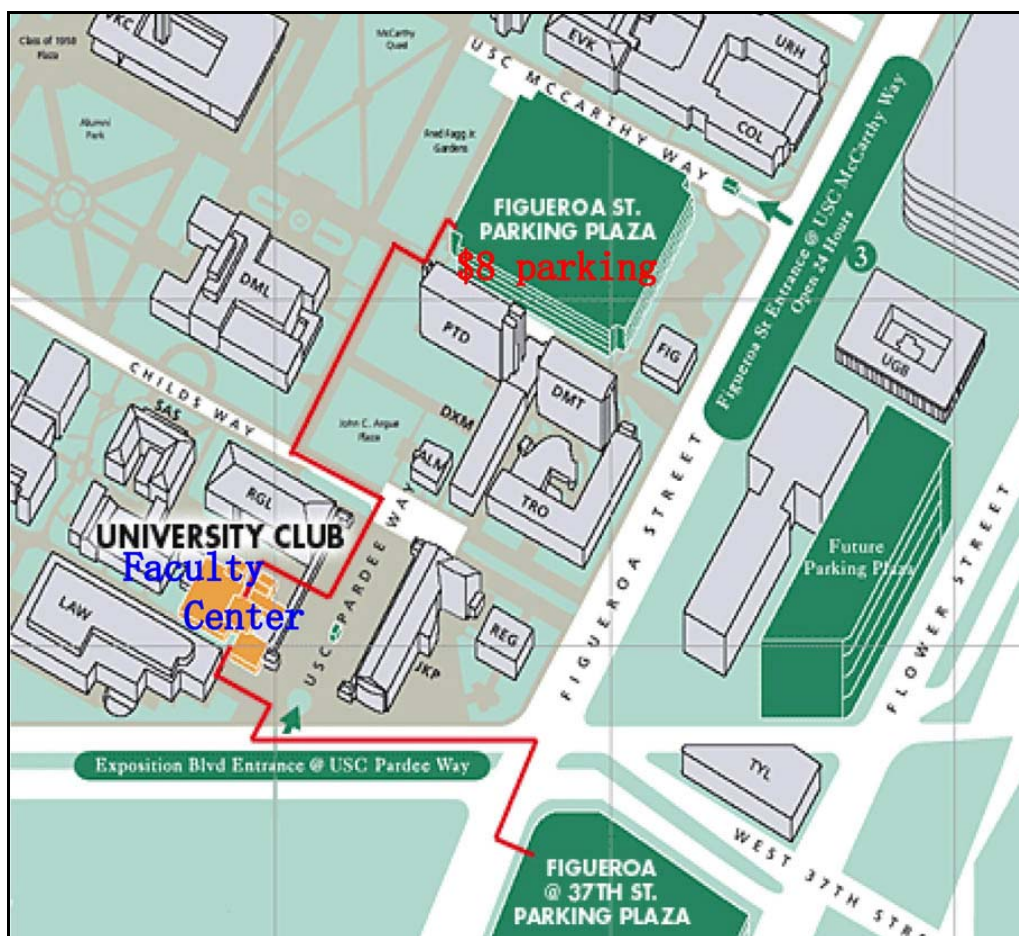 Class of 1958
Plaza
McCarthy
Quad
EVK
URH
USC MCCARTHY WAY
COL
Alumni
Park
Fred Fagg Jr.
Gardens
FIGUEROA ST.
PARKING PLAZA
$8 parking
Figueroa St Entrance @ USC McCarthy Way
Open 24 Hours
3
DML
PTD
FIG
UGB
CHILDS WAY
SAS
John C. Argue
Plaza
DXM
DMT
ALM
TRO
RGL
UNIVERSITY CLUB
Faculty
Center
LAW
USC PARDEE WAY
JKP
REG
FIGUEROA STREET
Future
Parking Plaza
FLOWER STREET
Exposition Blvd Entrance @ USC Pardee Way
TYL
WEST 37TH STR
FIGUEROA
@ 37TH ST.
PARKING PLAZA